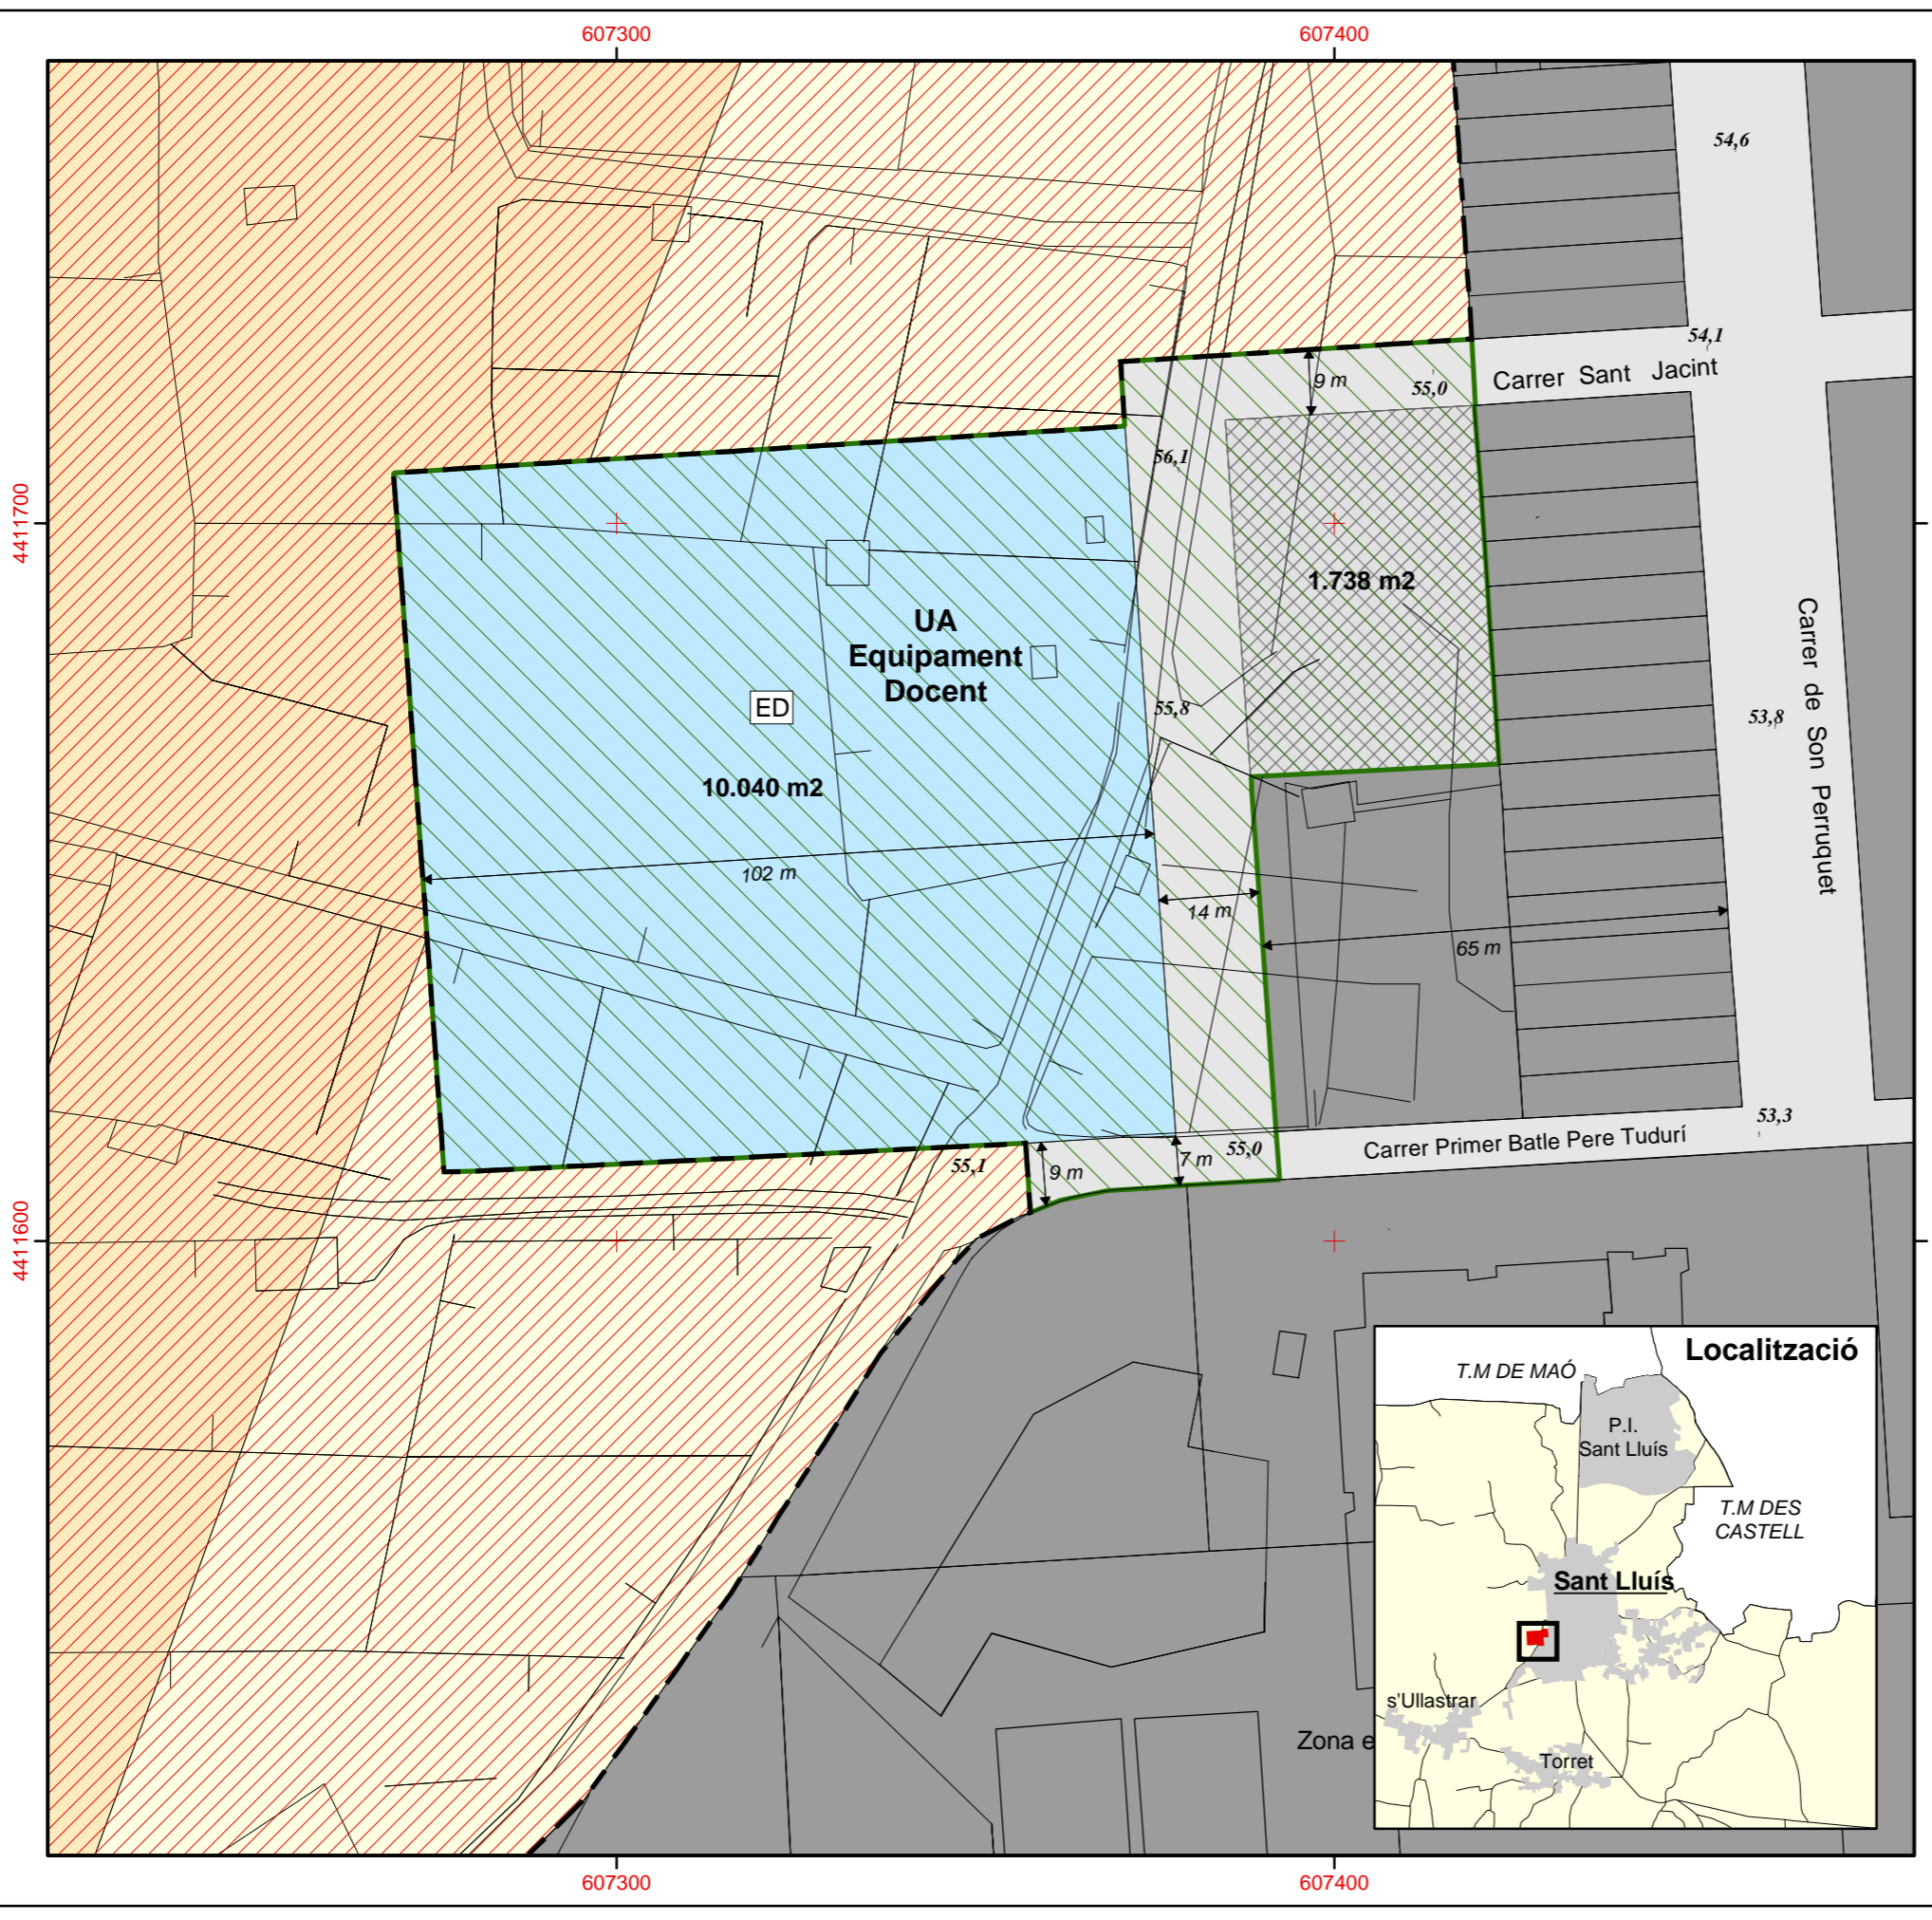 607300
607400
54,6
54,1
Carrer Sant Jacint
9 m
55,0
56,1
4411700
4411700
1.738 m2
UA
Equipament
Docent
ED
55,8
Carrer de Son Perruquet
53,8
10.040 m2
102 m
14 m
65 m
53,3
Carrer Primer Batle Pere Tudurí
55,1
9 m
7 m
55,0
4411600
Localització
T.M DE MAÓ
P.I.
Sant Lluís
T.M DES
CASTELL
Sant Lluís
s'Ullastrar
Torret
Zona e
607300
607400